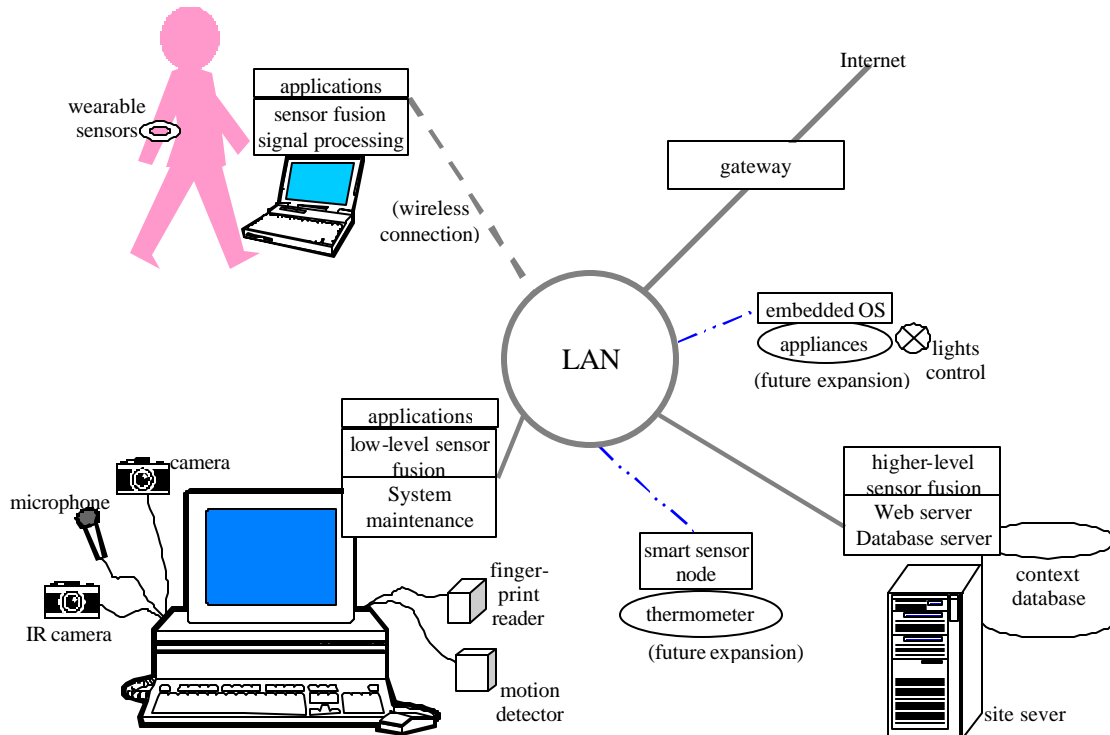 Internet
applications
wearable
sensors
sensor fusion
signal processing
gateway
(wireless
connection)
embedded OS
appliances
lights
control
(future expansion)
LAN
applications
low-level sensor
fusion
System
maintenance
camera
microphone
IR camera
finger-
print
reader
motion
detector
smart sensor
node
thermometer
(future expansion)
higher-level
sensor fusion
Web server
Database server
context
database
site sever